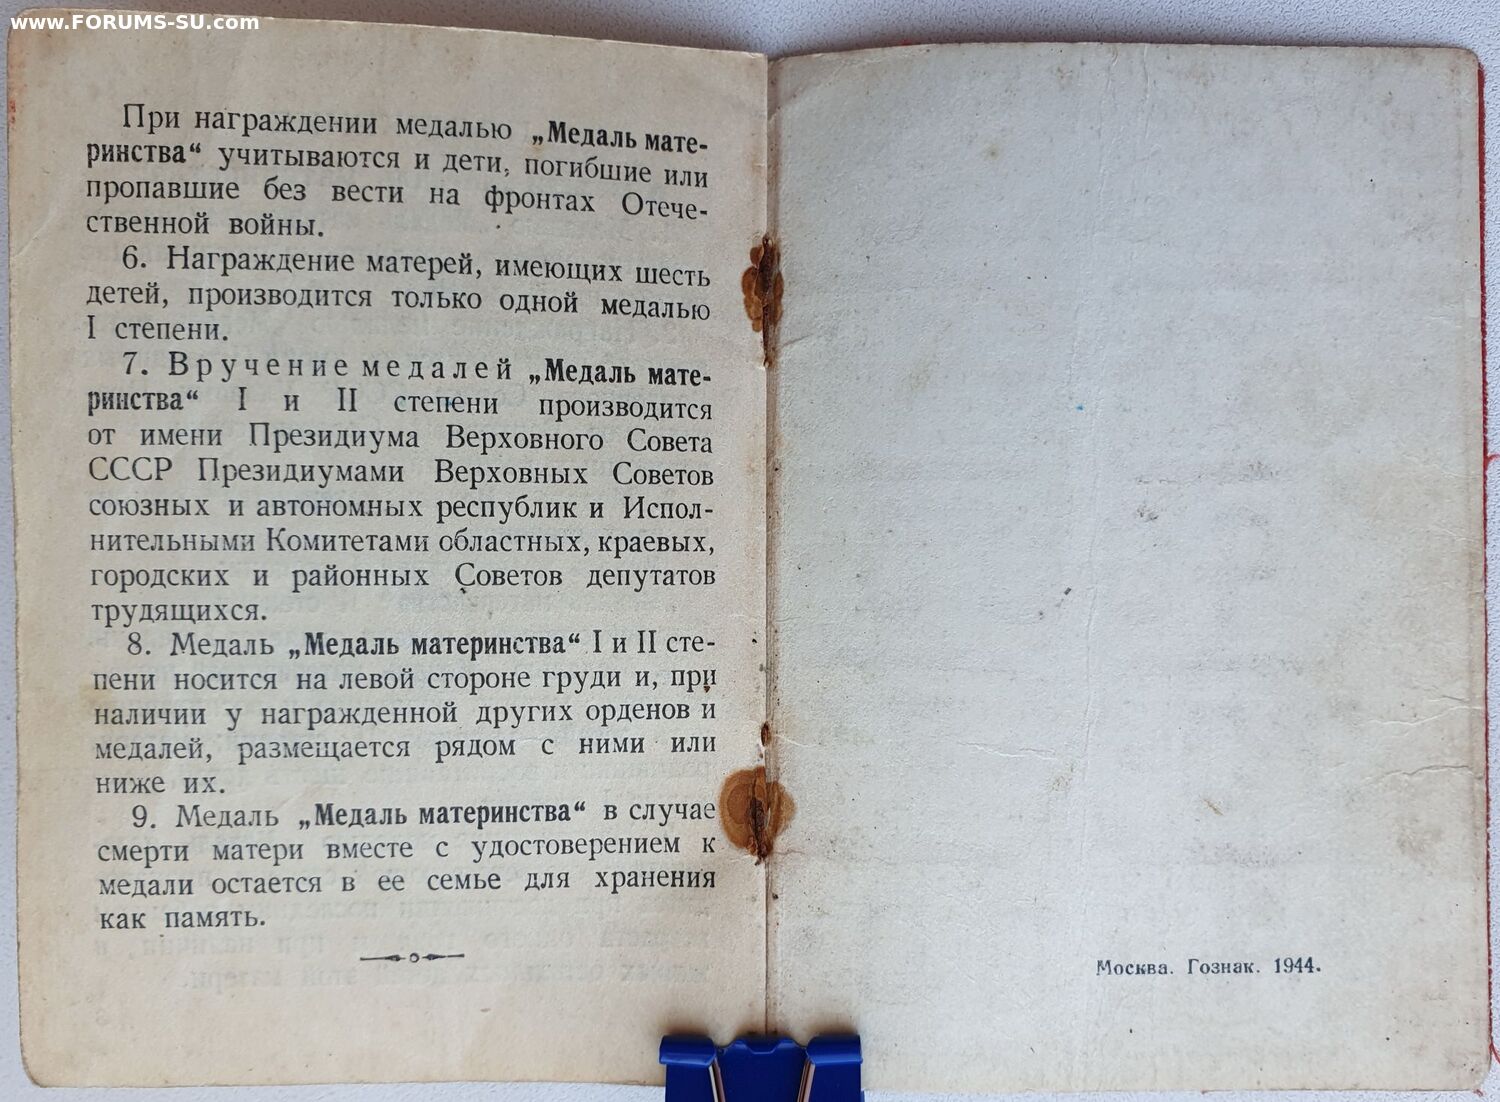 www.FORUMS-SU.com
При награждении медалью „Медаль мате-
ринства“ учитываются и дети, погибшие или
пропавшие без вести на фронтах Отече-
ственной войны.
6. Награждение матерей, имеющих шесть
детей, производится только одной медалью
I степени.
7. Вручение медалей „Медаль мате-
ринства“ I и II степени производится
от имени Президиума Верховного Совета
СССР Президиумами Верховных Советов
союзных и автономных республик и Испол-
нительными Комитетами областных, краевых,
городских и районных Советов депутатов
трудящихся.
8. Медаль „Медаль материнства“ I и II сте-
пени носится на левой стороне груди и, при
наличии у награжденной других орденов и
медалей, размещается рядом с ними или
ниже их.
9. Медаль „Медаль материнства“ в случае
смерти матери вместе с удостоверением к
медали остается в ее семье для хранения
как память.
Москва. Гознак. 1944.